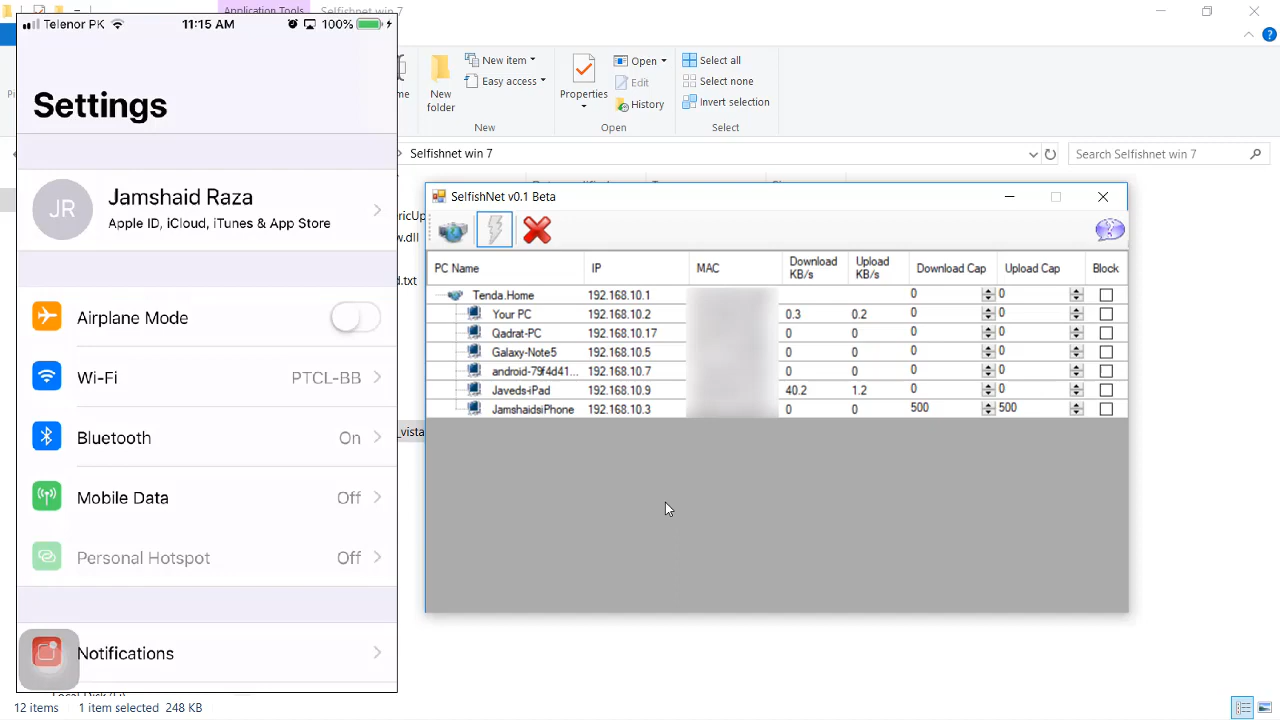 Application Tools
Selfishnet win 7
New item
Easy access
New folder
New
Properties
Open
Edit
History
Open
Select all
Select none
Invert selection
Select
Selfishnet win 7
Search Selfishnet win 7
Telenor PK
11:15 AM
100%
Settings
JR
Jamshaid Raza
Apple ID, iCloud, iTunes & App Store
Airplane Mode
Wi-Fi PTCL-BB
Bluetooth On
Mobile Data Off
Personal Hotspot Off
Notifications
SelfishNet v0.1 Beta
PC Name IP MAC Download KB/s Upload KB/s Download Cap Upload Cap Block
Tenda.Home 192.168.10.1 0 0
Your PC 192.168.10.2 0.3 0.2 0 0
Qadrat-PC 192.168.10.17 0 0 0 0
Galaxy-Note5 192.168.10.5 0 0 0 0
android-79f4d41... 192.168.10.7 0 0 0 0
Javeds-iPad 192.168.10.9 40.2 1.2 0 0
JamshaidsiPhone 192.168.10.3 0 0 500 500
_vista
12 items 1 item selected 248 KB